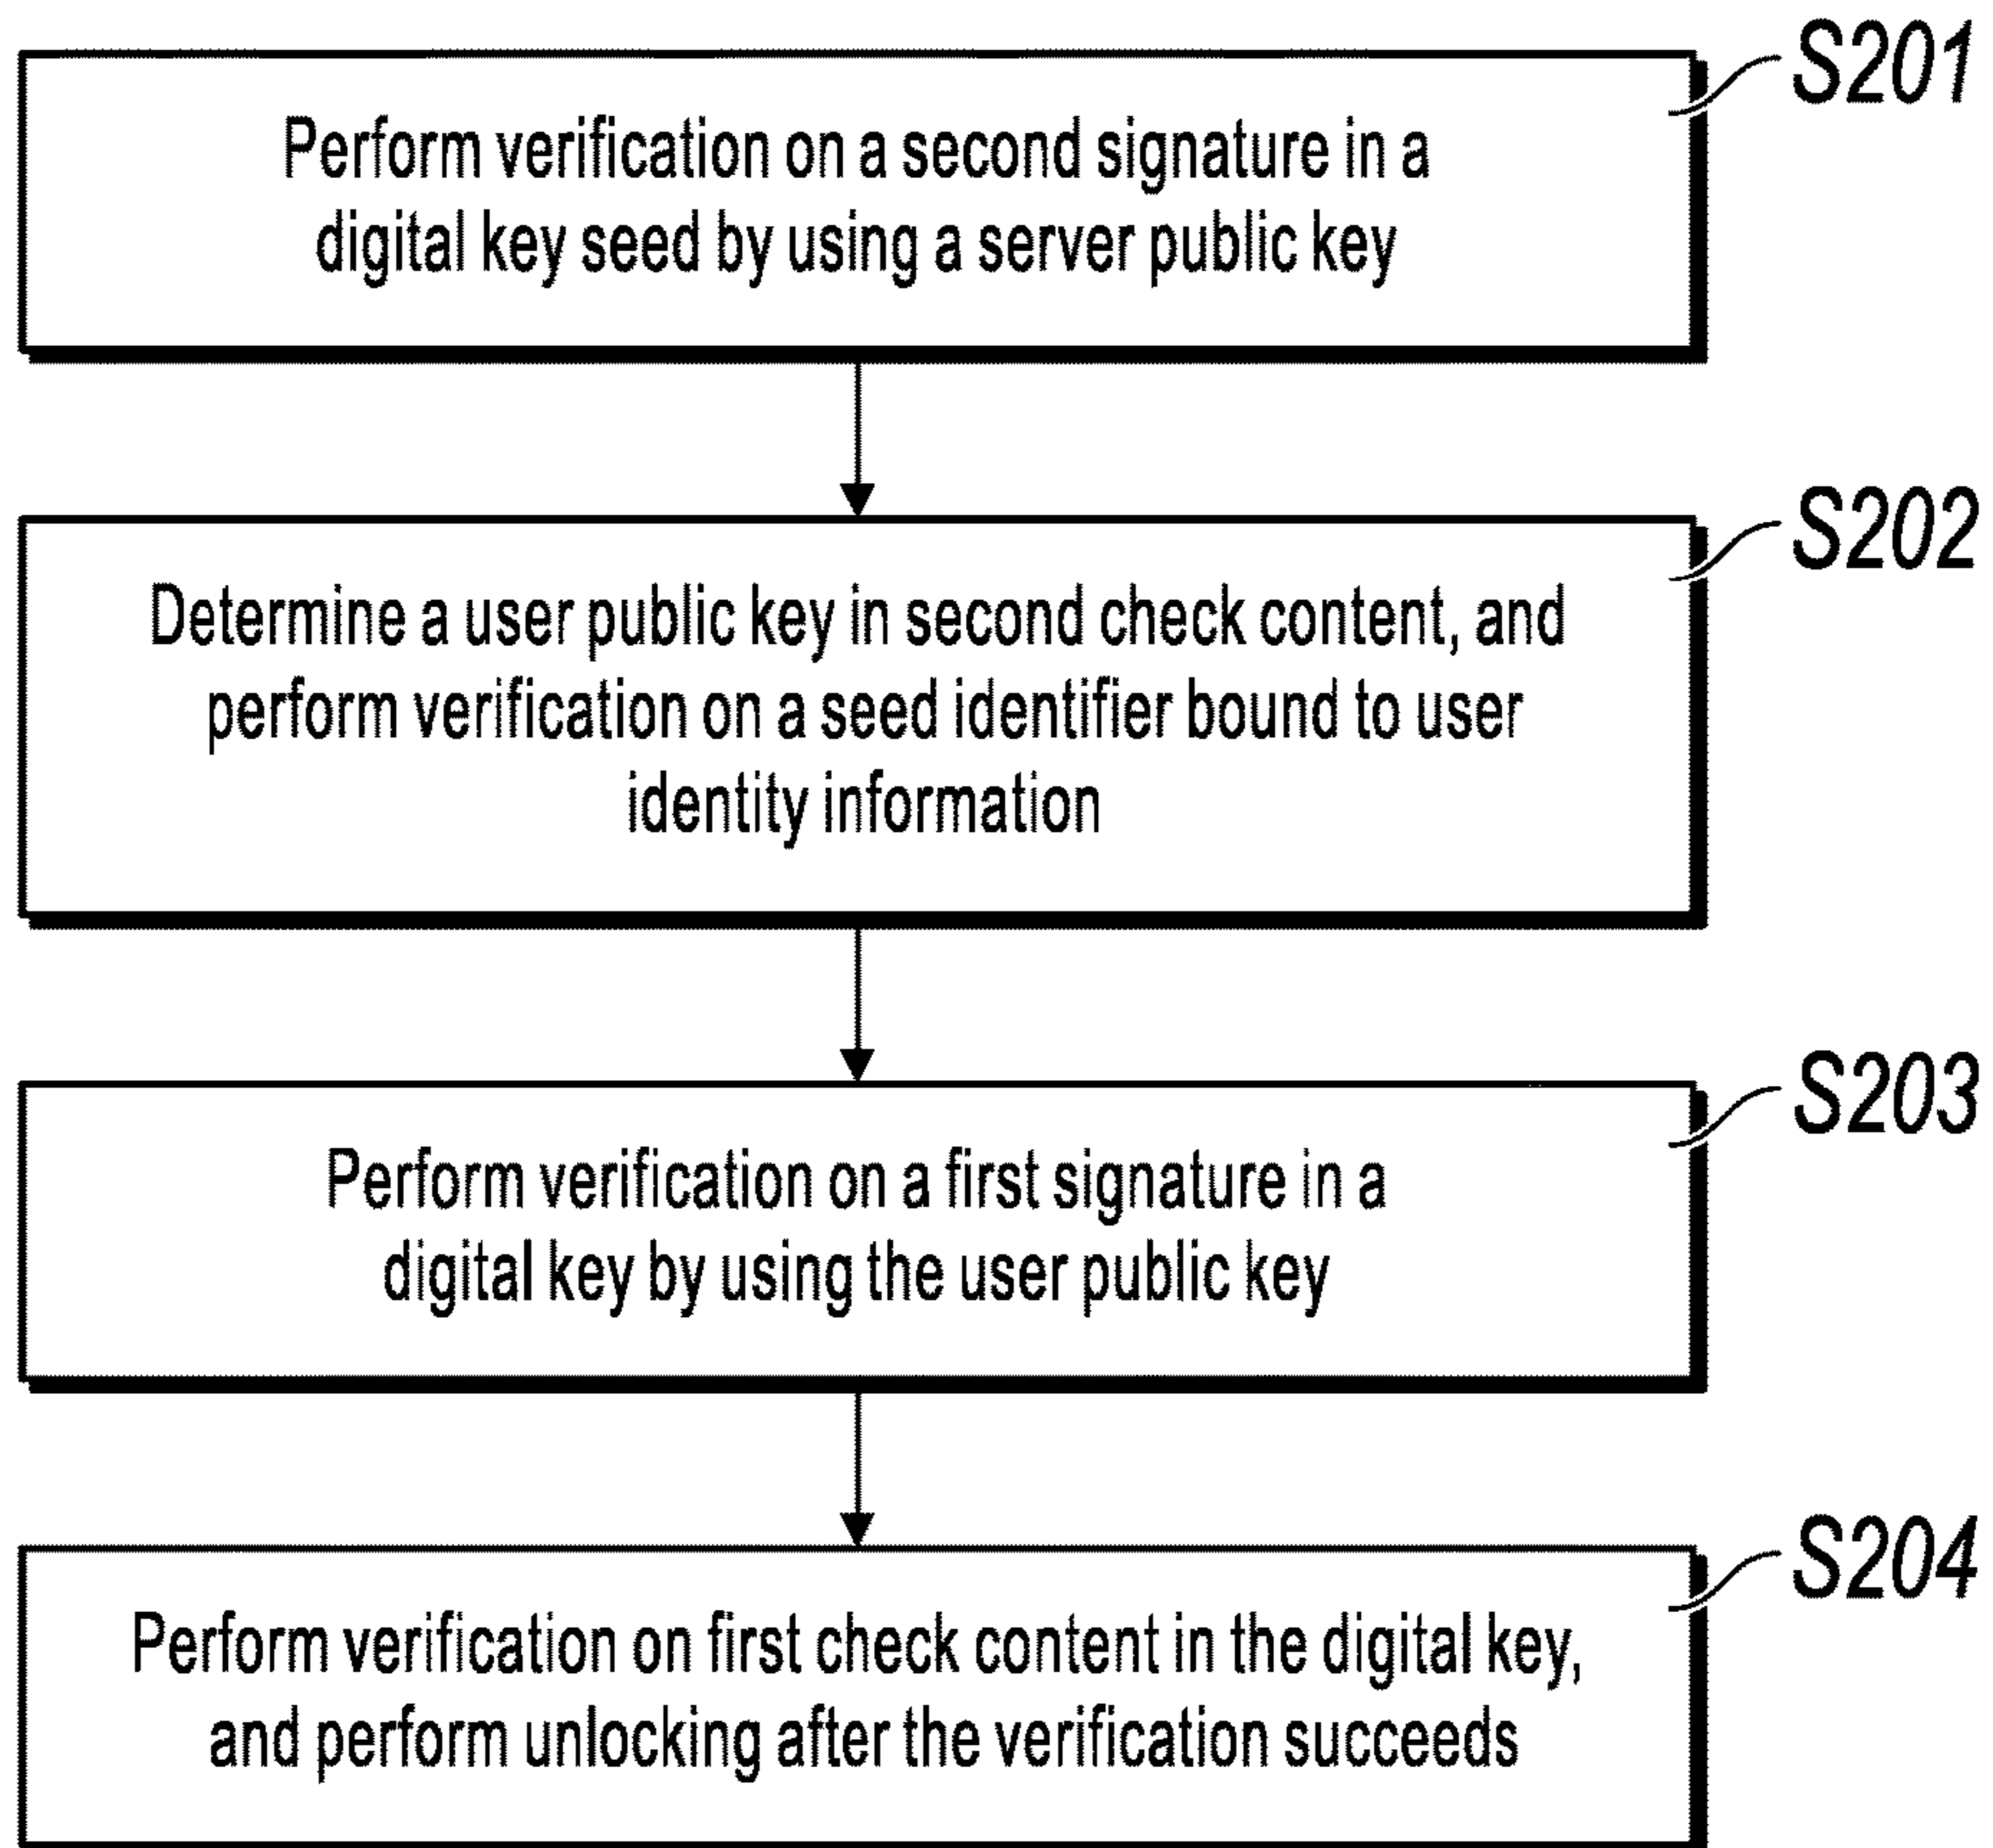 S201
Perform verification on a second signature in a
digital key seed by using a server public key
S202
Determine a user public key in second check content, and
perform verification on a seed identifier bound to user
identity information
S203
Perform verification on a first signature in a
digital key by using the user public key
S204
Perform verification on first check content in the digital key,
and perform unlocking after the verification succeeds